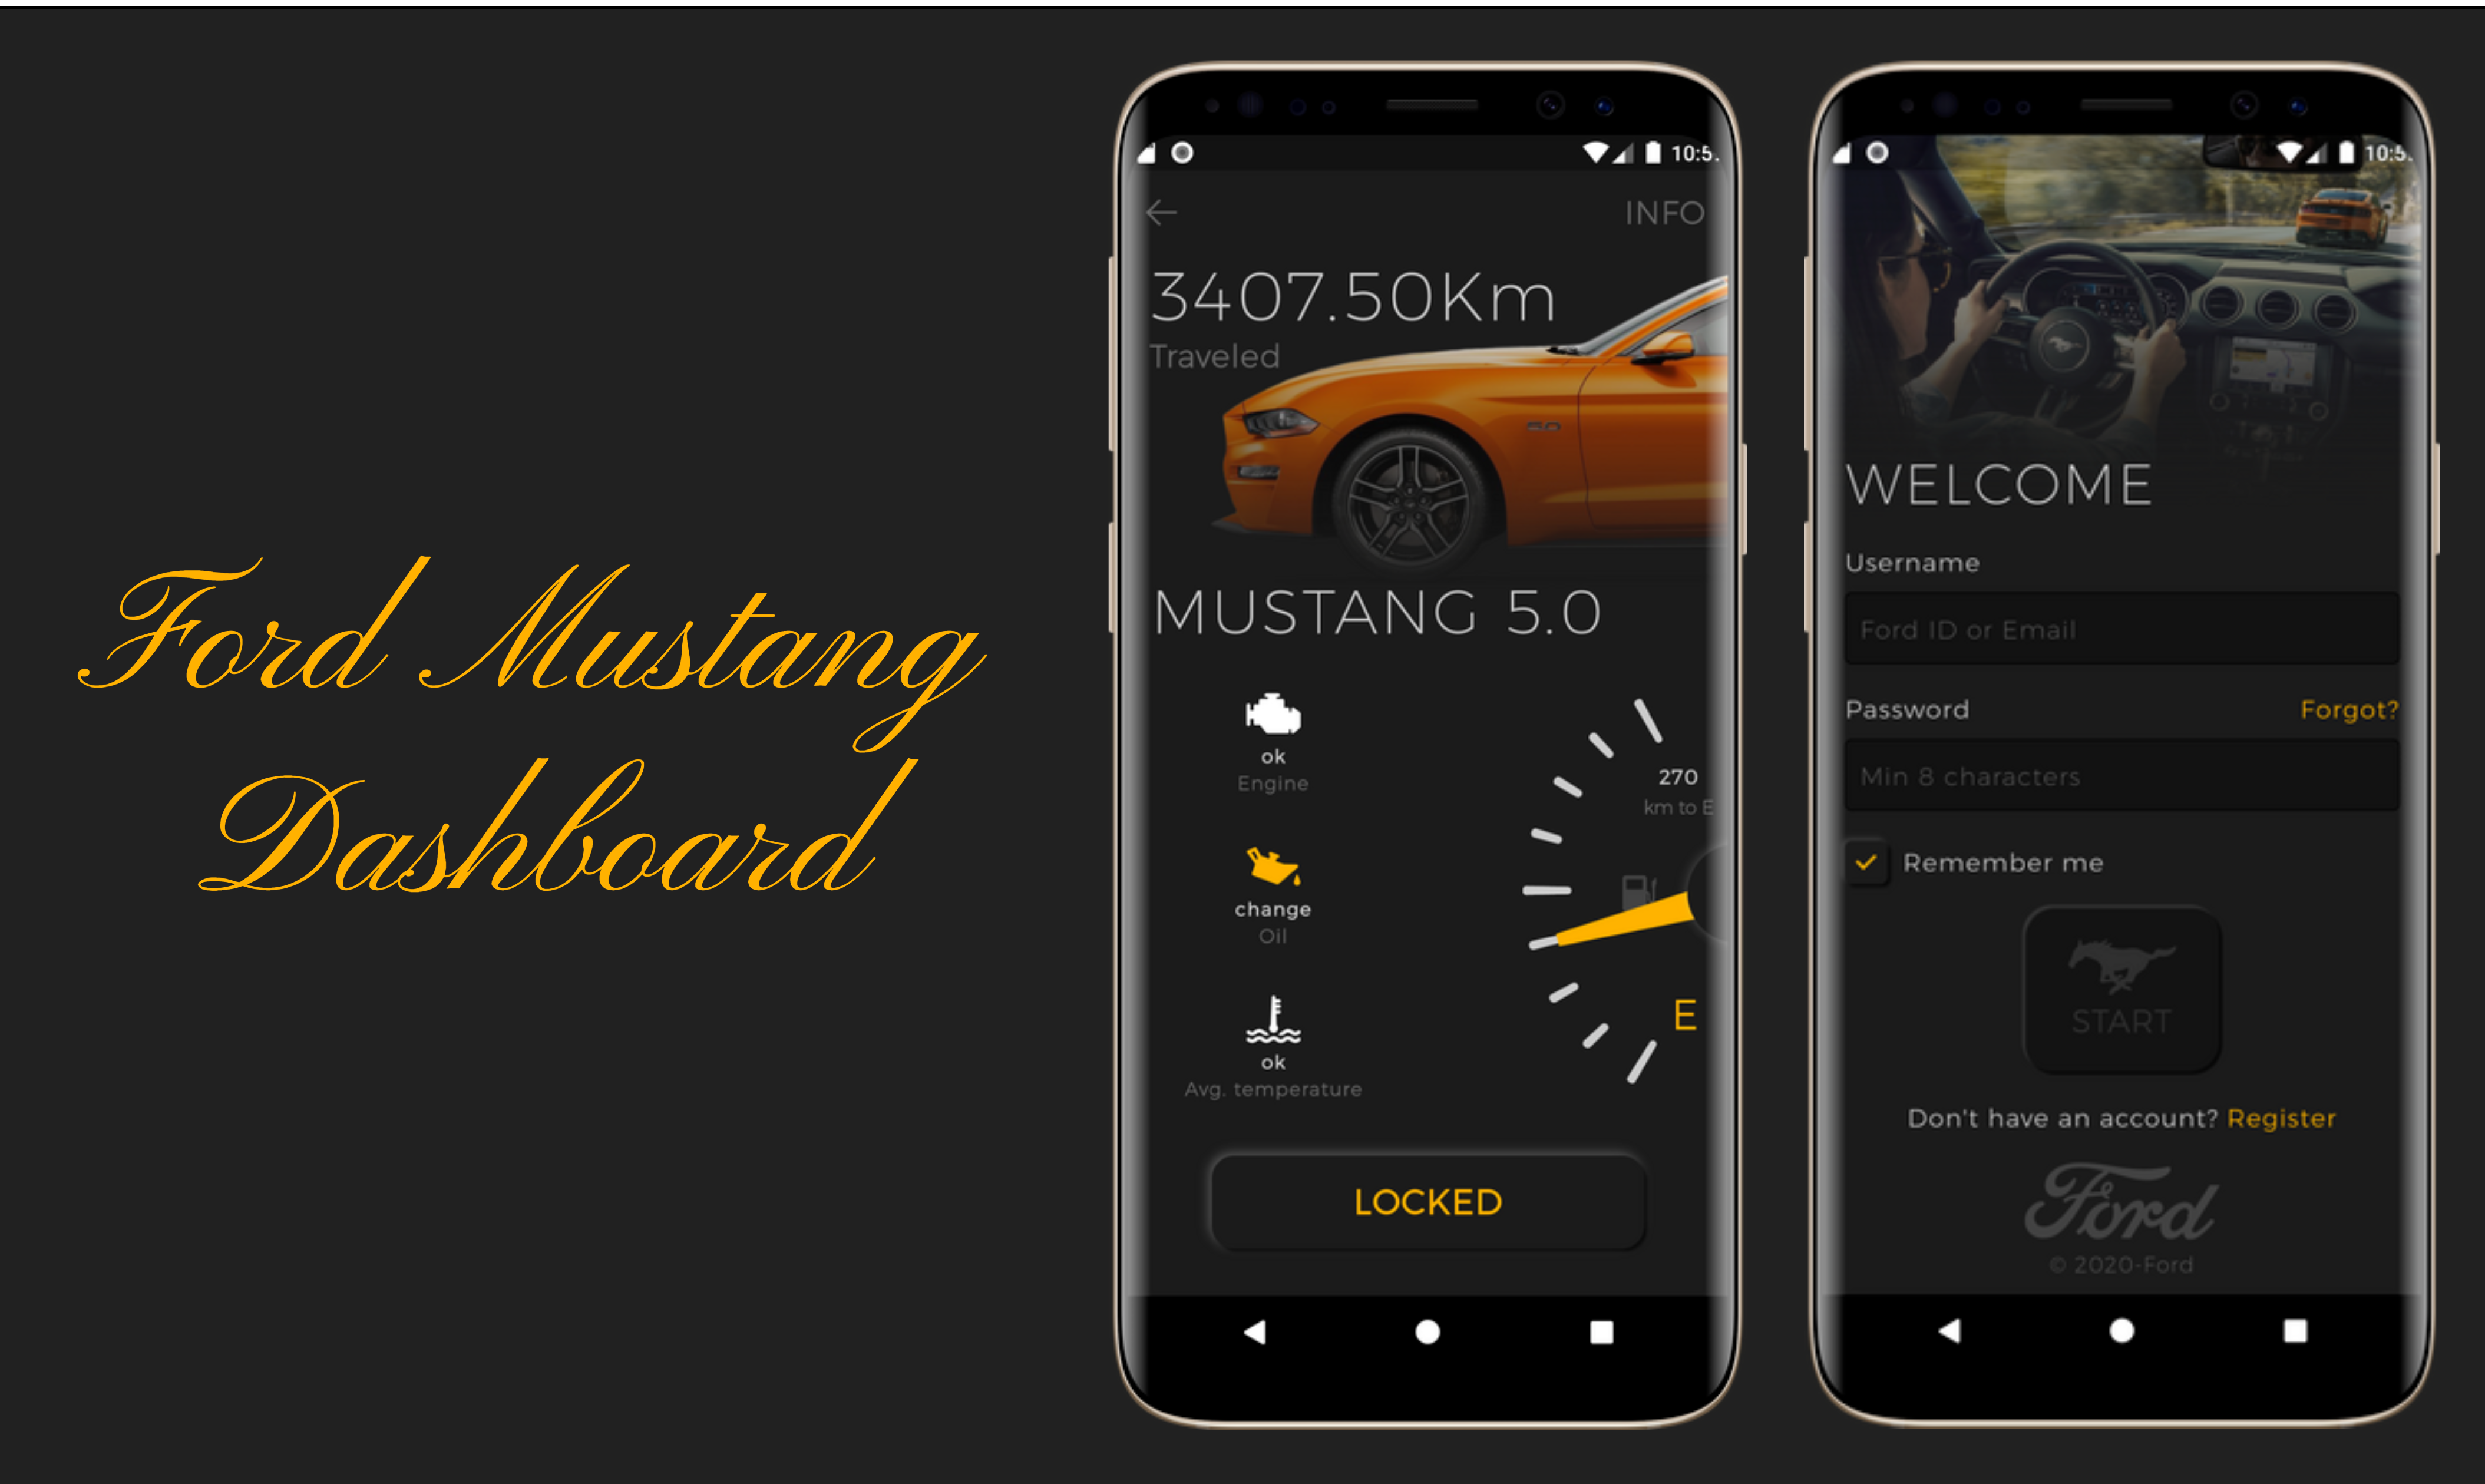 Ford Mustang
Dashboard
10:5.
INFO
3407.50Km
Traveled
5.0
MUSTANG 5.0
ok
Engine
change
Oil
ok
Avg. temperature
270
km to E
E
LOCKED
10:5.
WELCOME
Username
Ford ID or Email
Password Forgot?
Min 8 characters
Remember me
START
Don't have an account? Register
Ford
© 2020-Ford